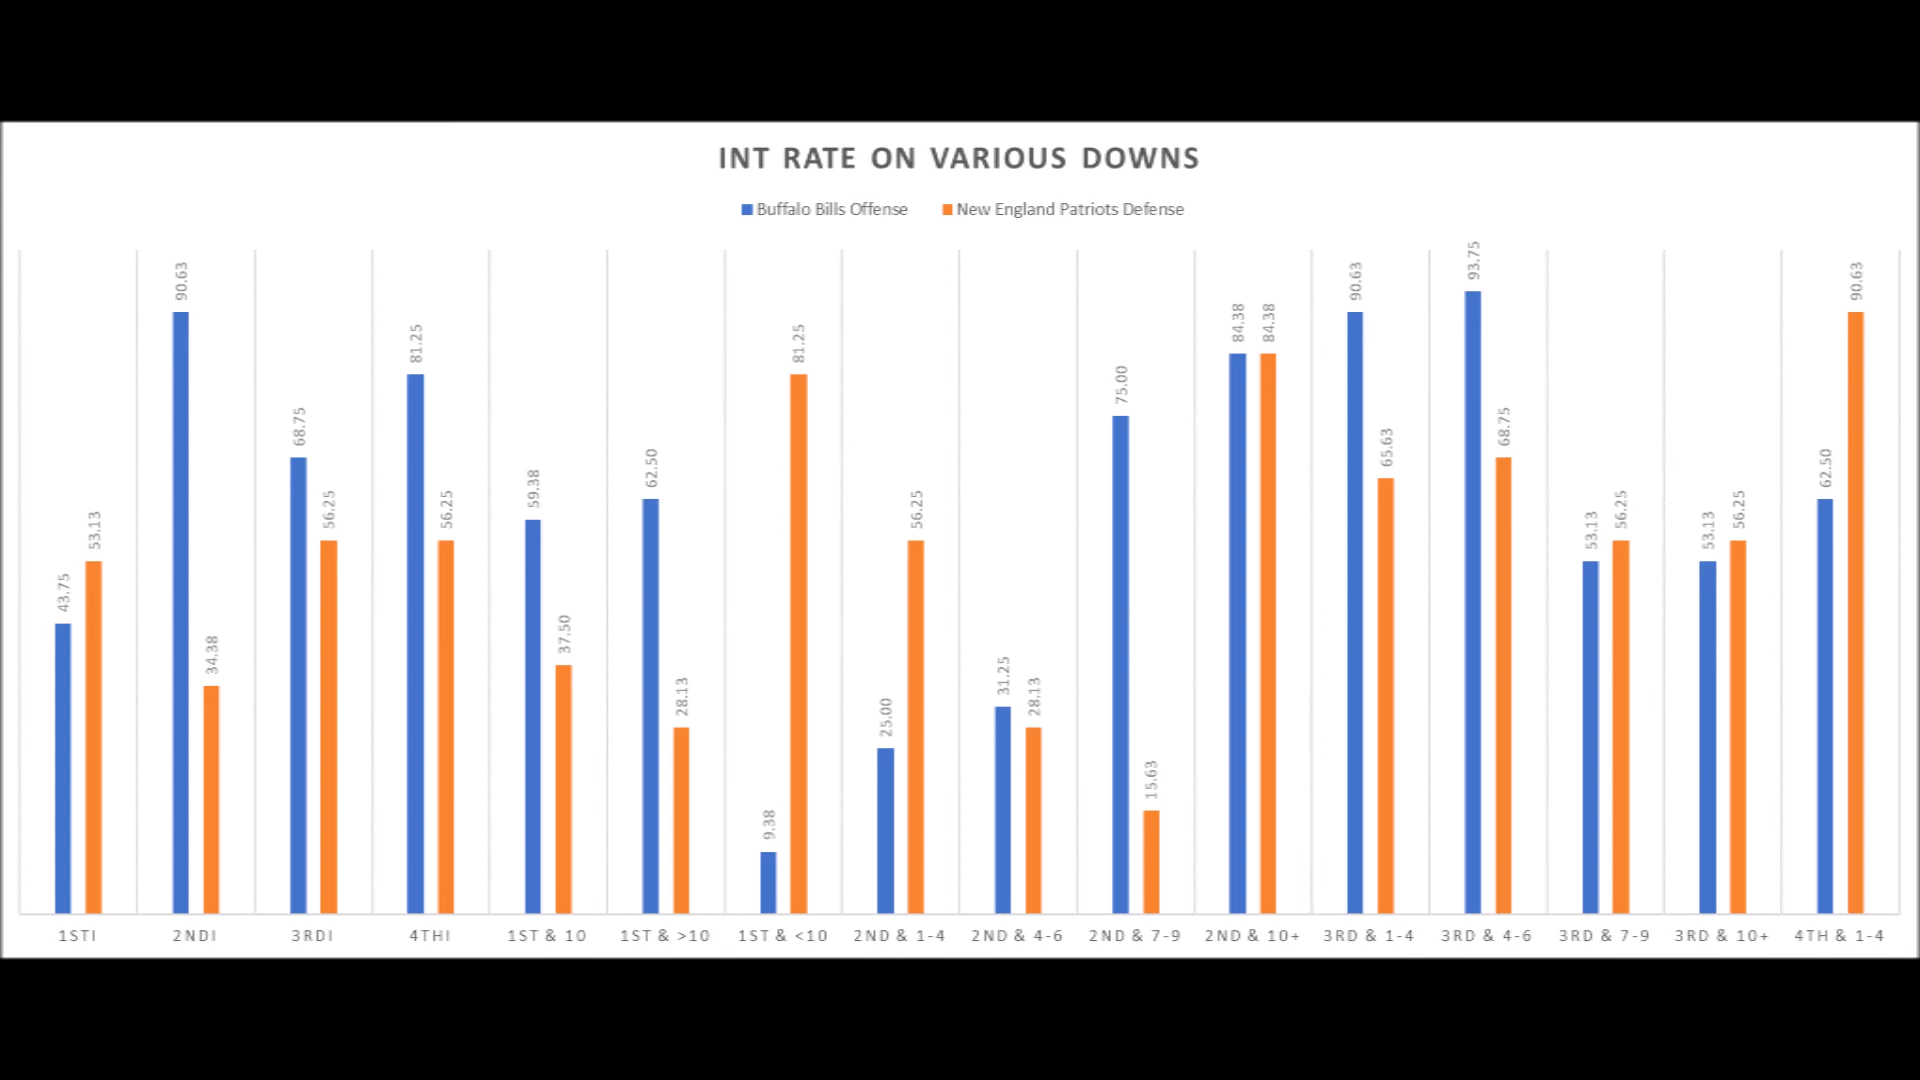 INT RATE ON VARIOUS DOWNS
Buffalo Bills Offense New England Patriots Defense
43.75 53.13 90.63 34.38 68.75 56.25 81.25 56.25 59.38 37.50 62.50 28.13 9.38 81.25 25.00 56.25 31.25 28.13 75.00 15.63 84.38 84.38 90.63 65.63 93.75 68.75 53.13 56.25 53.13 56.25 62.50 90.63
1STI 2NDI 3RDI 4THI 1ST & 10 1ST & >10 1ST & <10 2ND & 1-4 2ND & 4-6 2ND & 7-9 2ND & 10+ 3RD & 1-4 3RD & 4-6 3RD & 7-9 3RD & 10+ 4TH & 1-4